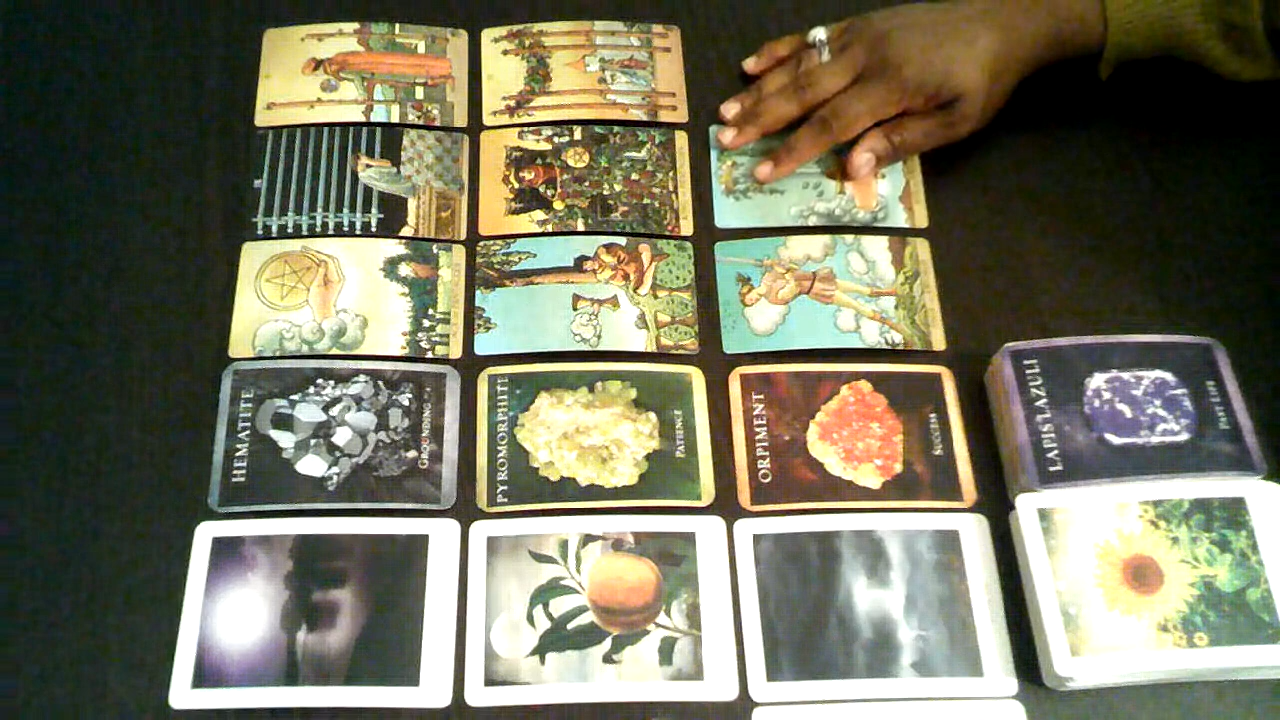 HEMATITE
GROUNDING
PYROMORPHITE
PATIENCE
ORPIMENT
SUCCESS
LAPIS LAZULI
PAST LIFE